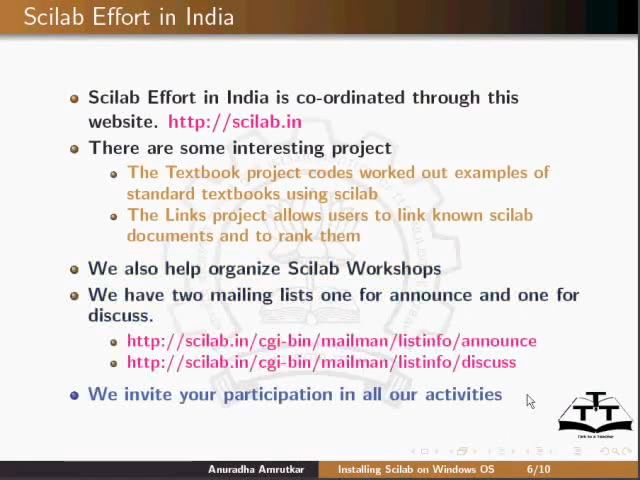 Scilab Effort in India
Scilab Effort in India is co-ordinated through this
website. http://scilab.in
There are some interesting project
The Textbook project codes worked out examples of
standard textbooks using scilab
The Links project allows users to link known scilab
documents and to rank them
We also help organize Scilab Workshops
We have two mailing lists one for announce and one for
discuss.
http://scilab.in/cgi-bin/mailman/listinfo/announce
http://scilab.in/cgi-bin/mailman/listinfo/discuss
We invite your participation in all our activities
TTT
Talk to a Teacher
Anuradha Amrutkar Installing Scilab on Windows OS 6/10